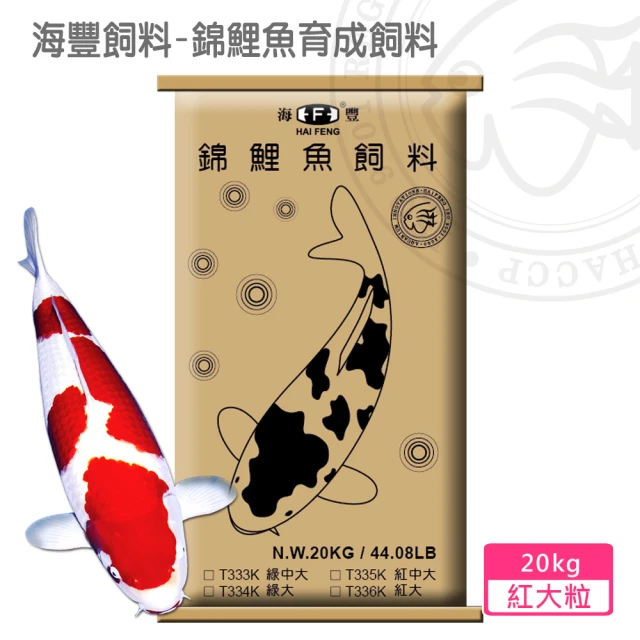 海豐飼料-錦鯉魚育成飼料
海 F 豐®
HAI FENG
錦鯉魚飼料
N.W.20KG / 44.08LB
□ T333K 綠中大 □ T335K 紅中大
□ T334K 綠大 □ T336K 紅大
20kg
紅大粒
HACCP